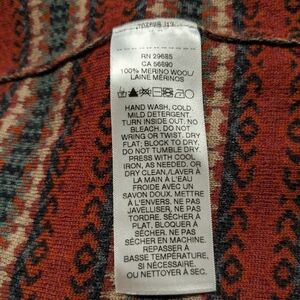 RN 29685
CA 56890
100% MERINO WOOL/
LAINE MÉRINOS
HAND WASH, COLD.
MILD DETERGENT.
TURN INSIDE OUT. NO
BLEACH. DO NOT
WRING OR TWIST. DRY
FLAT; BLOCK TO DRY.
DO NOT TUMBLE DRY.
PRESS WITH COOL
IRON, AS NEEDED, OR
DRY CLEAN./LAVER À
LA MAIN À L'EAU
FROIDE AVEC UN
SAVON DOUX. METTRE
À L'ENVERS. NE PAS
JAVELLISER, NE PAS
TORDRE. SÉCHER À
PLAT, BLOQUER À
SÉCHER. NE PAS
SÉCHER EN MACHINE.
REPASSER À
BASSE TEMPÉRATURE,
SI NÉCESSAIRE,
OU NETTOYER À SEC.